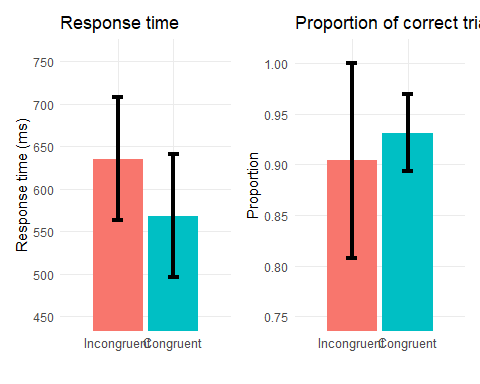 Response time
Response time (ms)
750
700
650
600
550
500
450
Incongruent
Congruent
Proportion of correct tria
Proportion
1.00
0.95
0.90
0.85
0.80
0.75
Incongruent
Congruent